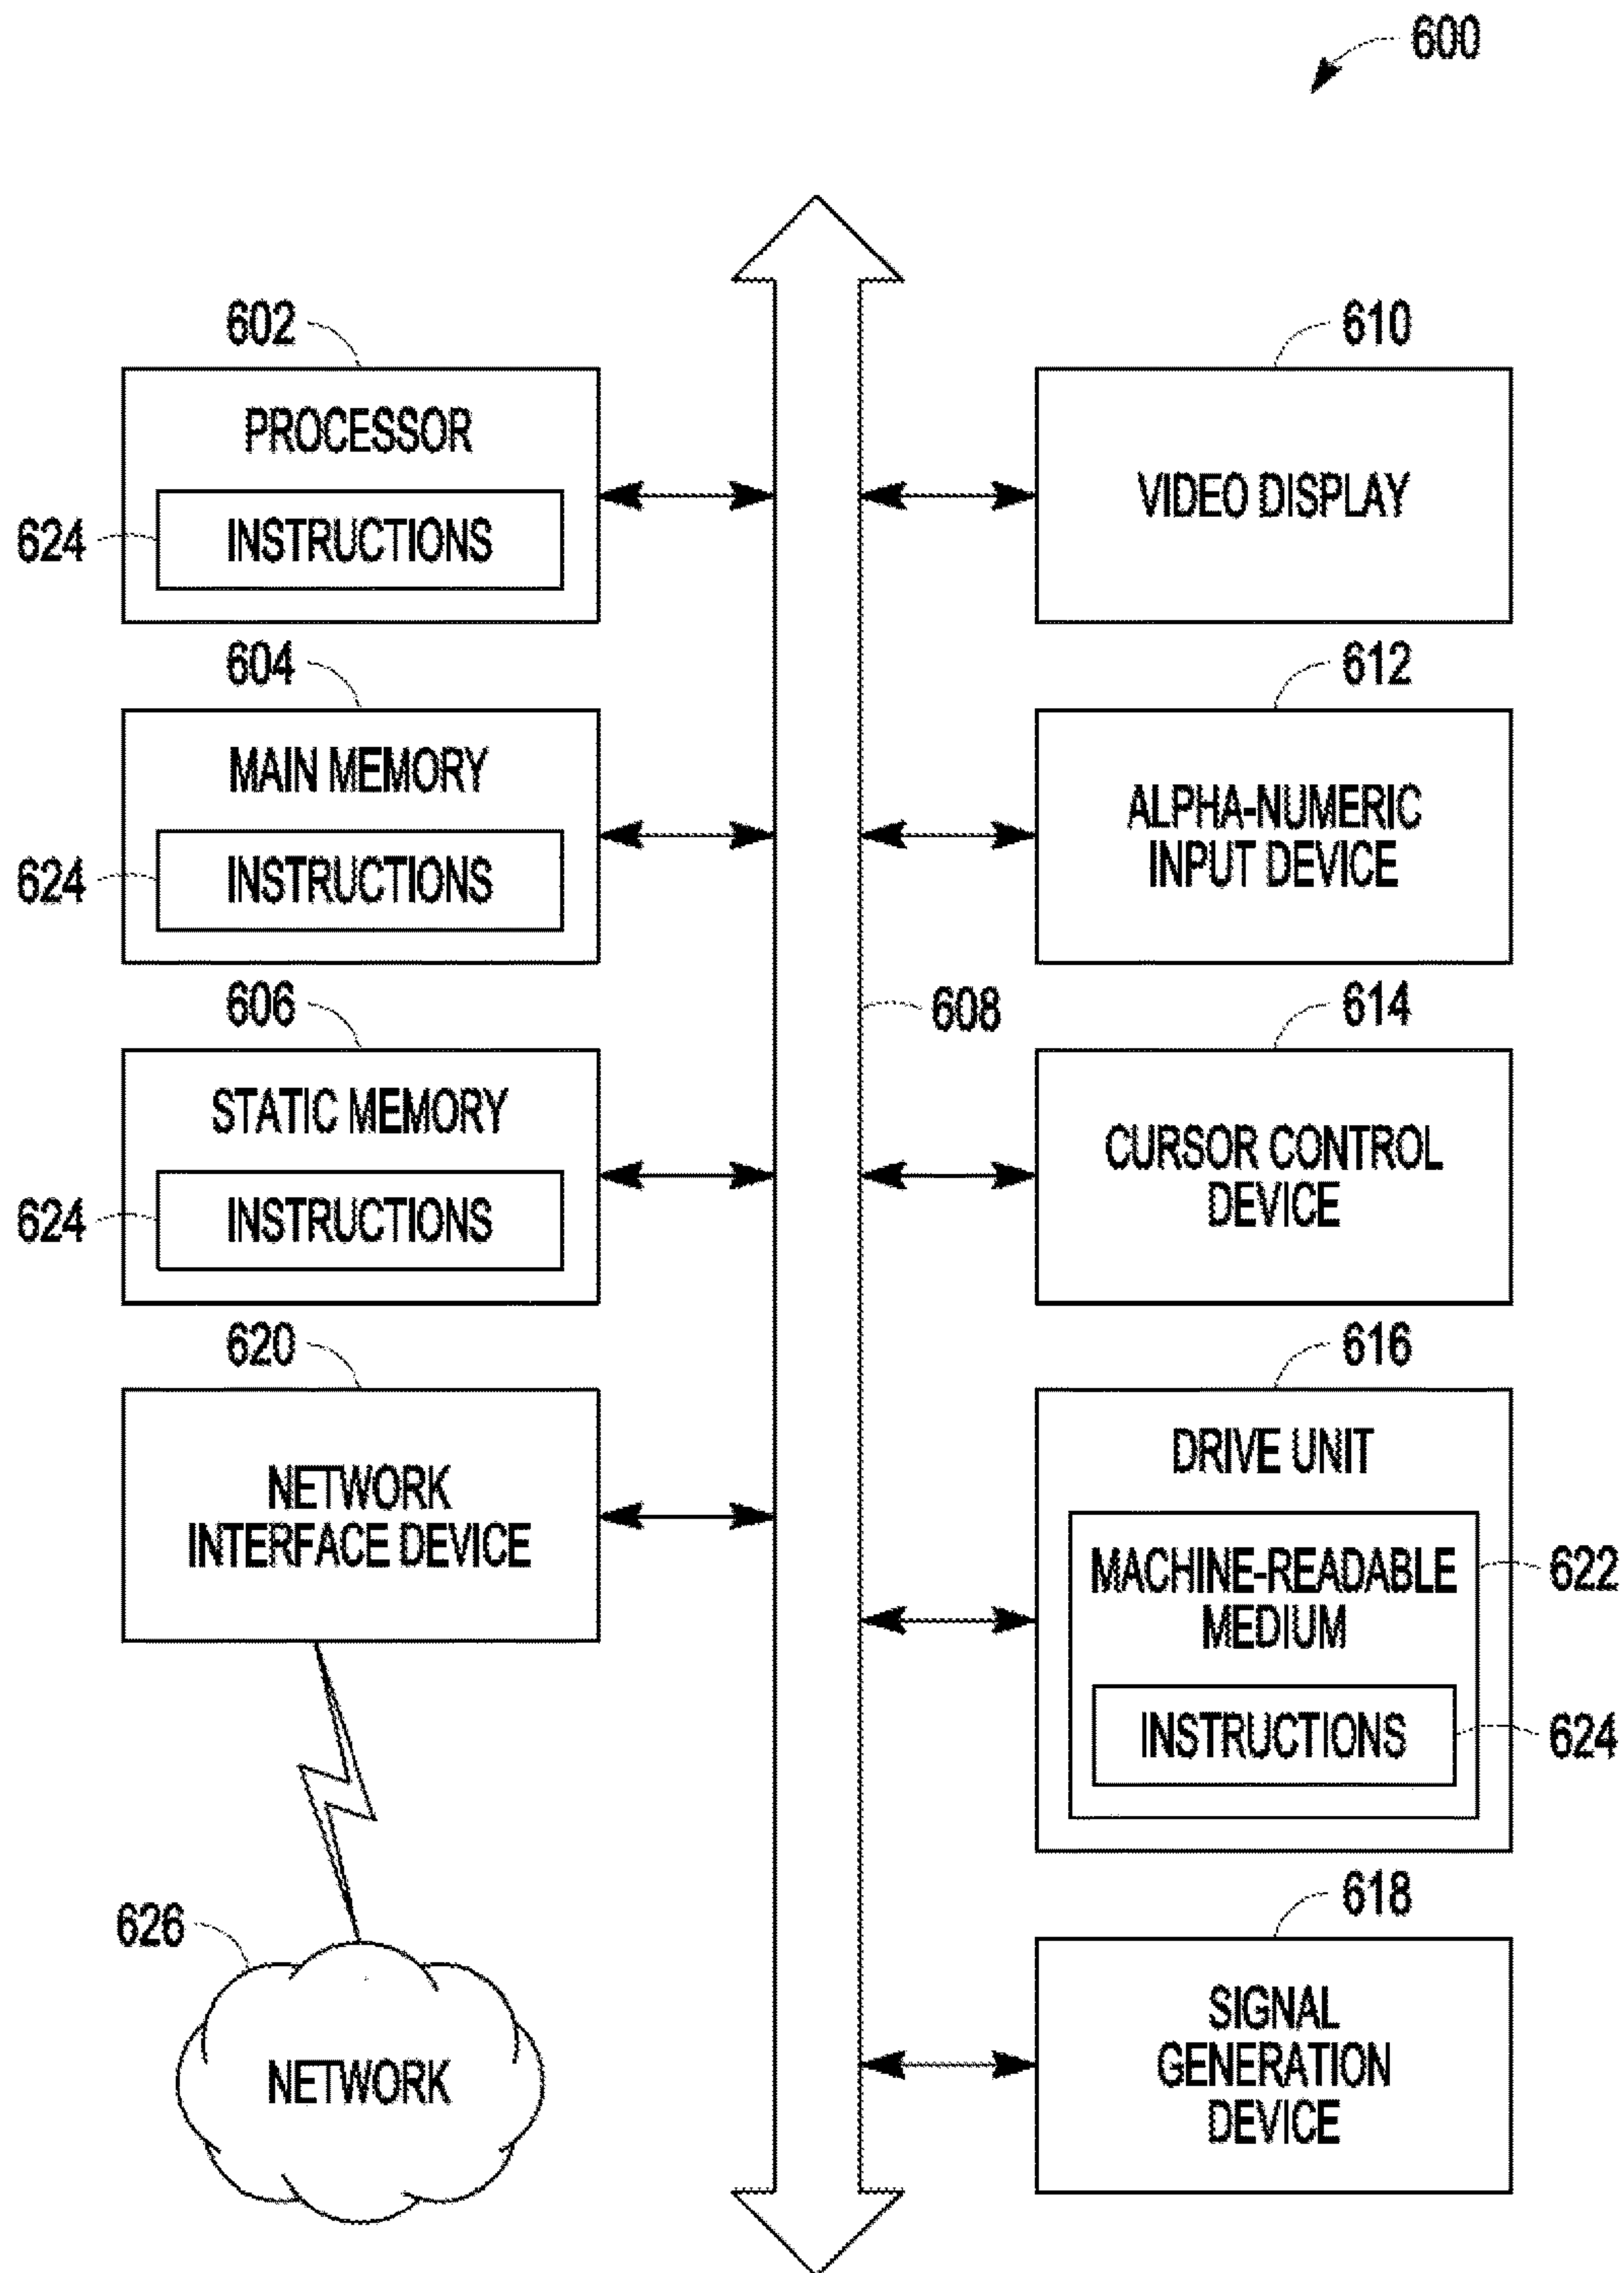 600
602
PROCESSOR
624
INSTRUCTIONS
604
MAIN MEMORY
624
INSTRUCTIONS
606
STATIC MEMORY
624
INSTRUCTIONS
620
NETWORK
INTERFACE DEVICE
626
NETWORK
608
610
VIDEO DISPLAY
612
ALPHA-NUMERIC
INPUT DEVICE
614
CURSOR CONTROL
DEVICE
616
DRIVE UNIT
MACHINE-READABLE
MEDIUM
622
INSTRUCTIONS
624
618
SIGNAL
GENERATION
DEVICE